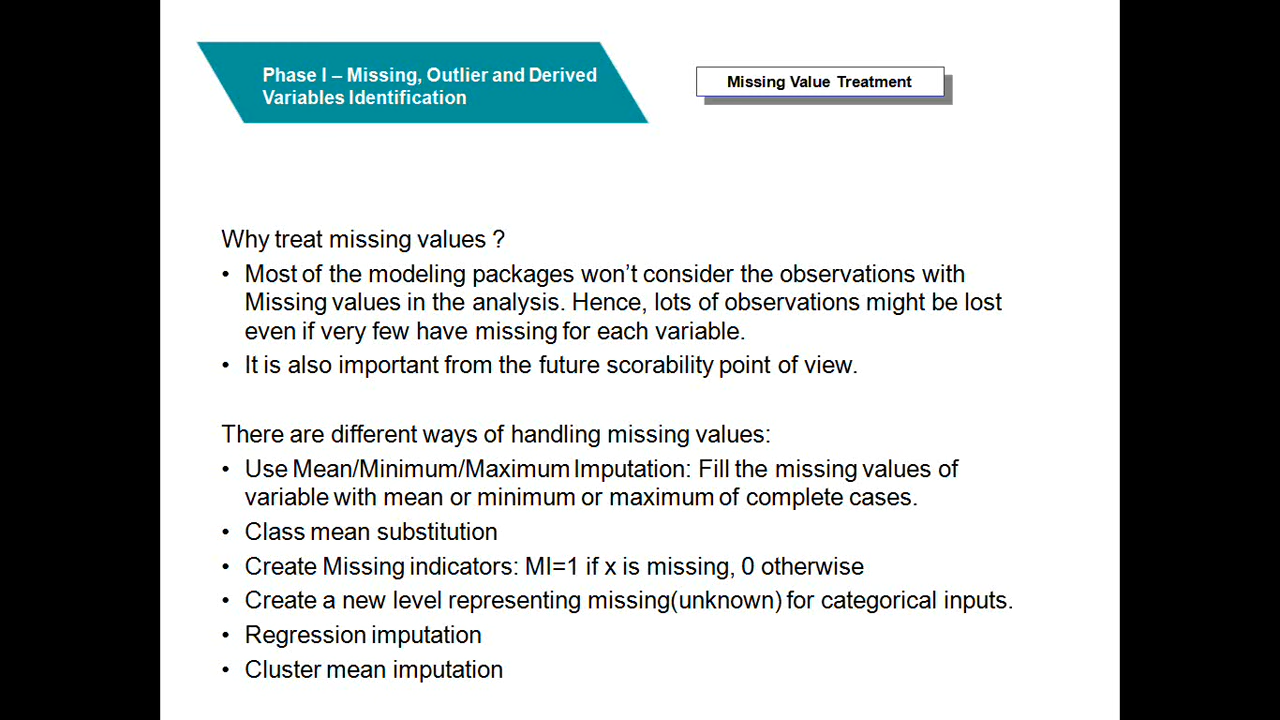 Phase I – Missing, Outlier and Derived
Variables Identification
Missing Value Treatment
Why treat missing values ?
• Most of the modeling packages won’t consider the observations with
Missing values in the analysis. Hence, lots of observations might be lost
even if very few have missing for each variable.
• It is also important from the future scorability point of view.
There are different ways of handling missing values:
• Use Mean/Minimum/Maximum Imputation: Fill the missing values of
variable with mean or minimum or maximum of complete cases.
• Class mean substitution
• Create Missing indicators: MI=1 if x is missing, 0 otherwise
• Create a new level representing missing(unknown) for categorical inputs.
• Regression imputation
• Cluster mean imputation